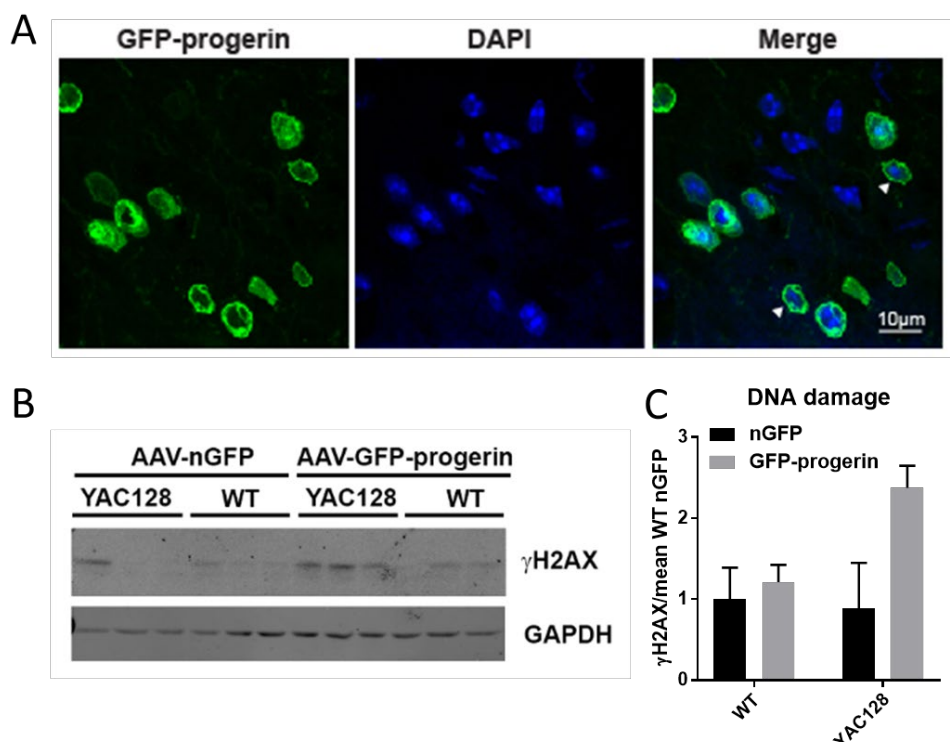 A
GFP-progerin DAPI Merge
10µm
B
AAV-nGFP AAV-GFP-progerin
YAC128 WT YAC128 WT
γH2AX
GAPDH
C
DNA damage
nGFP
GFP-progerin
γH2AX/mean WT nGFP
3
2
1
0
WT YAC128